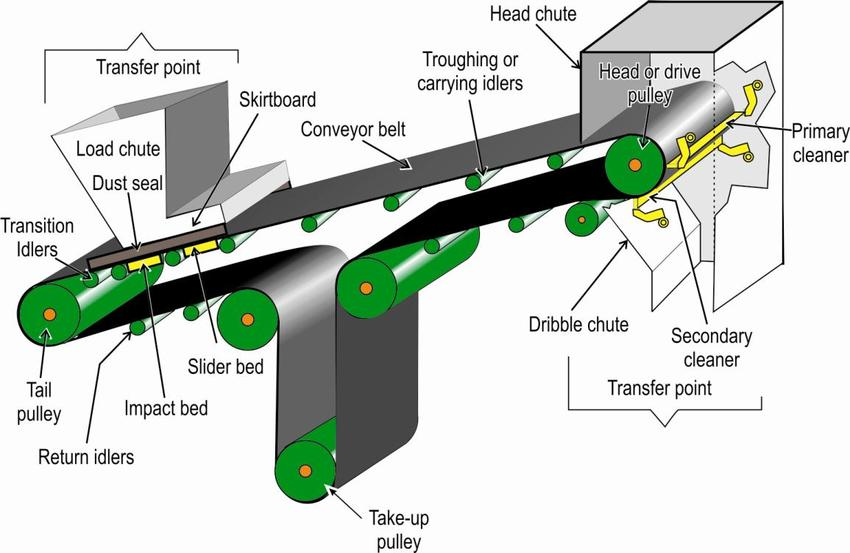 Head chute
Transfer point
Troughing or
carrying idlers
Head or drive
pulley
Skirtboard
Conveyor belt
Primary
cleaner
Load chute
Dust seal
Transition
Idlers
Dribble chute
Secondary
cleaner
Slider bed
Tail
pulley
Impact bed
Transfer point
Return idlers
Take-up
pulley